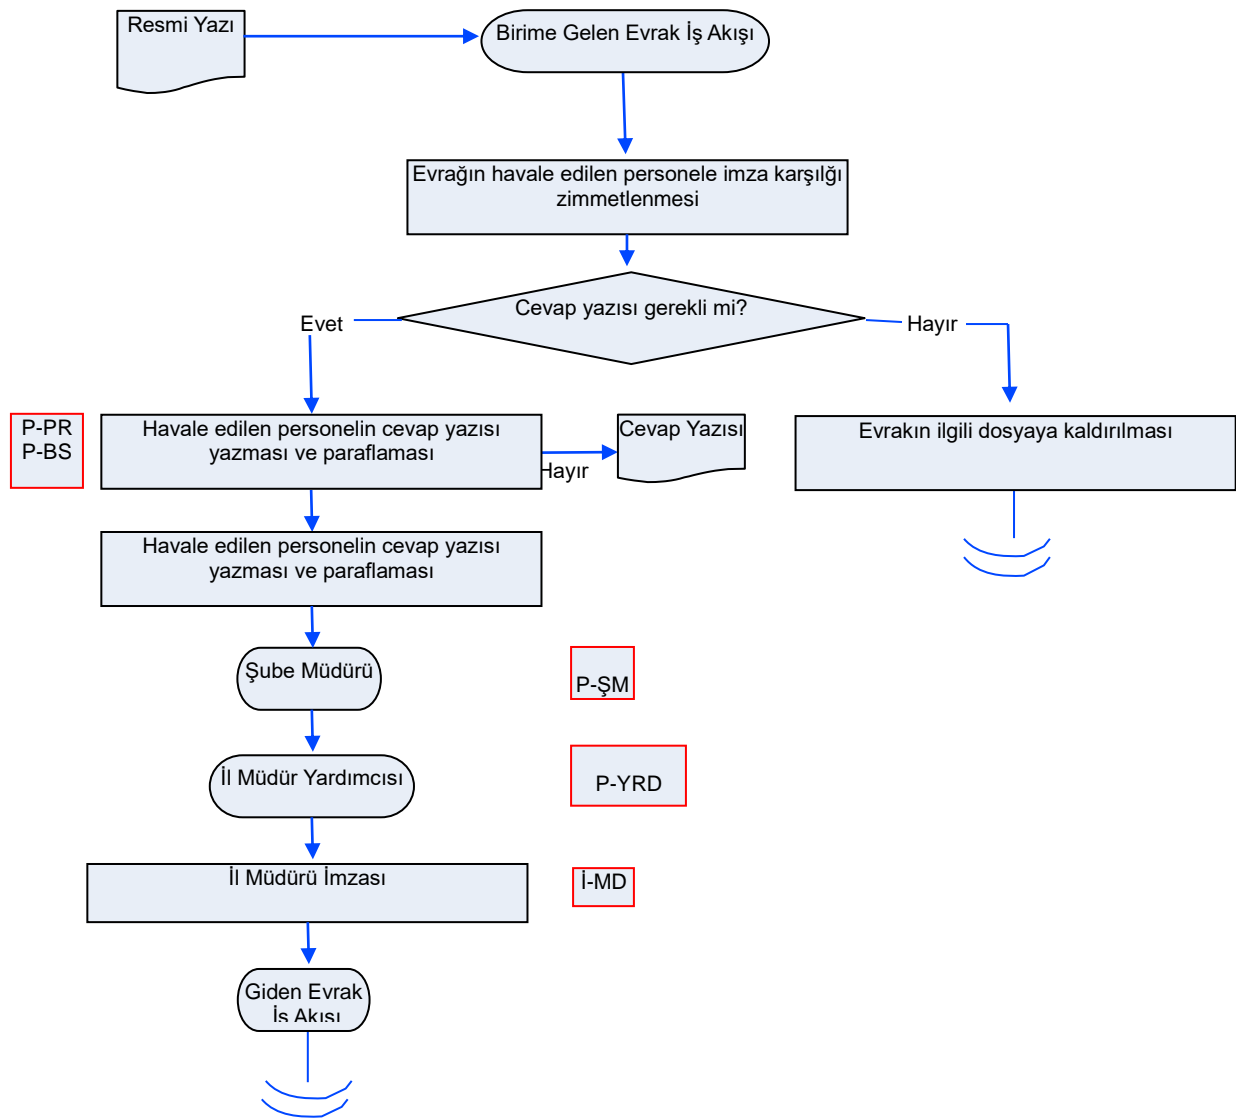 Resmi Yazı
Birime Gelen Evrak İş Akışı
Evrağın havale edilen personele imza karşılğı
zimmetlenmesi
Cevap yazısı gerekli mi?
Evet
Hayır
P-PR
P-BS
Havale edilen personelin cevap yazısı
yazması ve paraflaması
Hayır
Cevap Yazısı
Evrakın ilgili dosyaya kaldırılması
Havale edilen personelin cevap yazısı
yazması ve paraflaması
Şube Müdürü
P-ŞM
İl Müdür Yardımcısı
P-YRD
İl Müdürü İmzası
İ-MD
Giden Evrak
İş Akışı